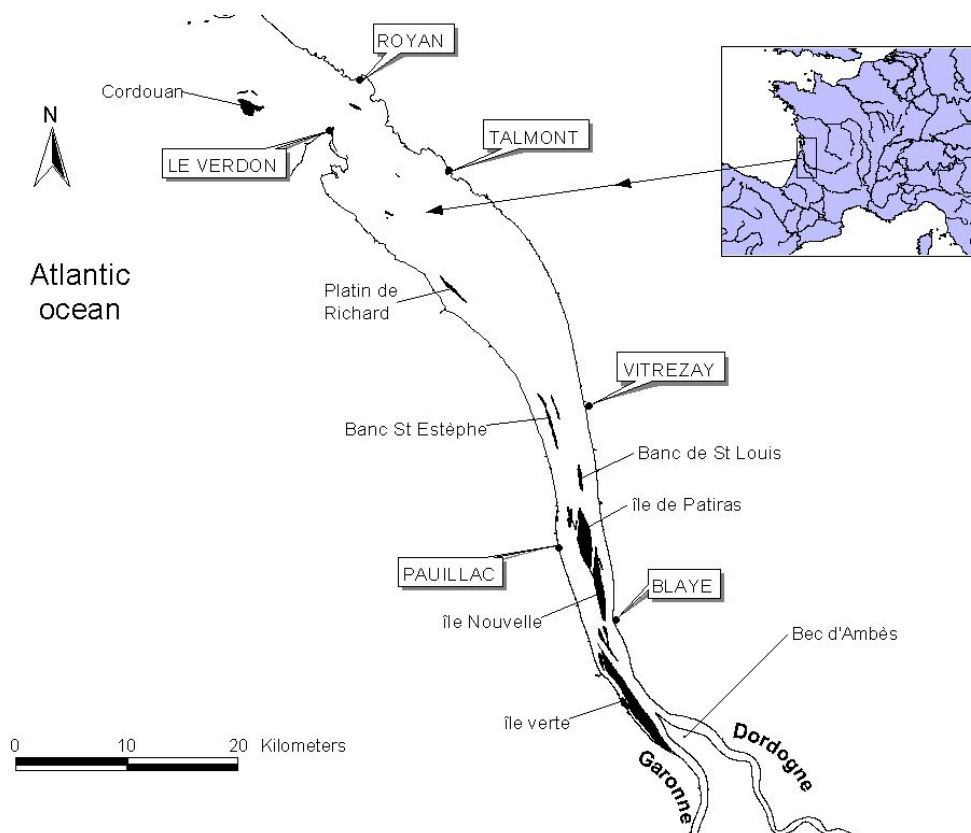 ROYAN
Cordouan
N
LE VERDON
TALMONT
Atlantic
ocean
Platin de
Richard
VITREZAY
Banc St Estèphe
Banc de St Louis
île de Patiras
PAUILLAC
BLAYE
île Nouvelle
Bec d'Ambès
île verte
Dordogne
Garonne
0 10 20 Kilometers